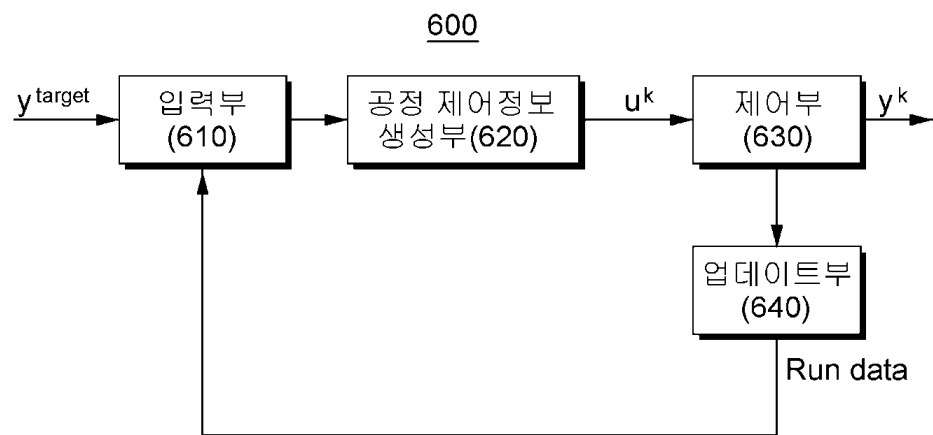 600
y target
입력부
(610)
공정 제어정보
생성부(620)
u k
제어부
(630)
y k
업데이트부
(640)
Run data